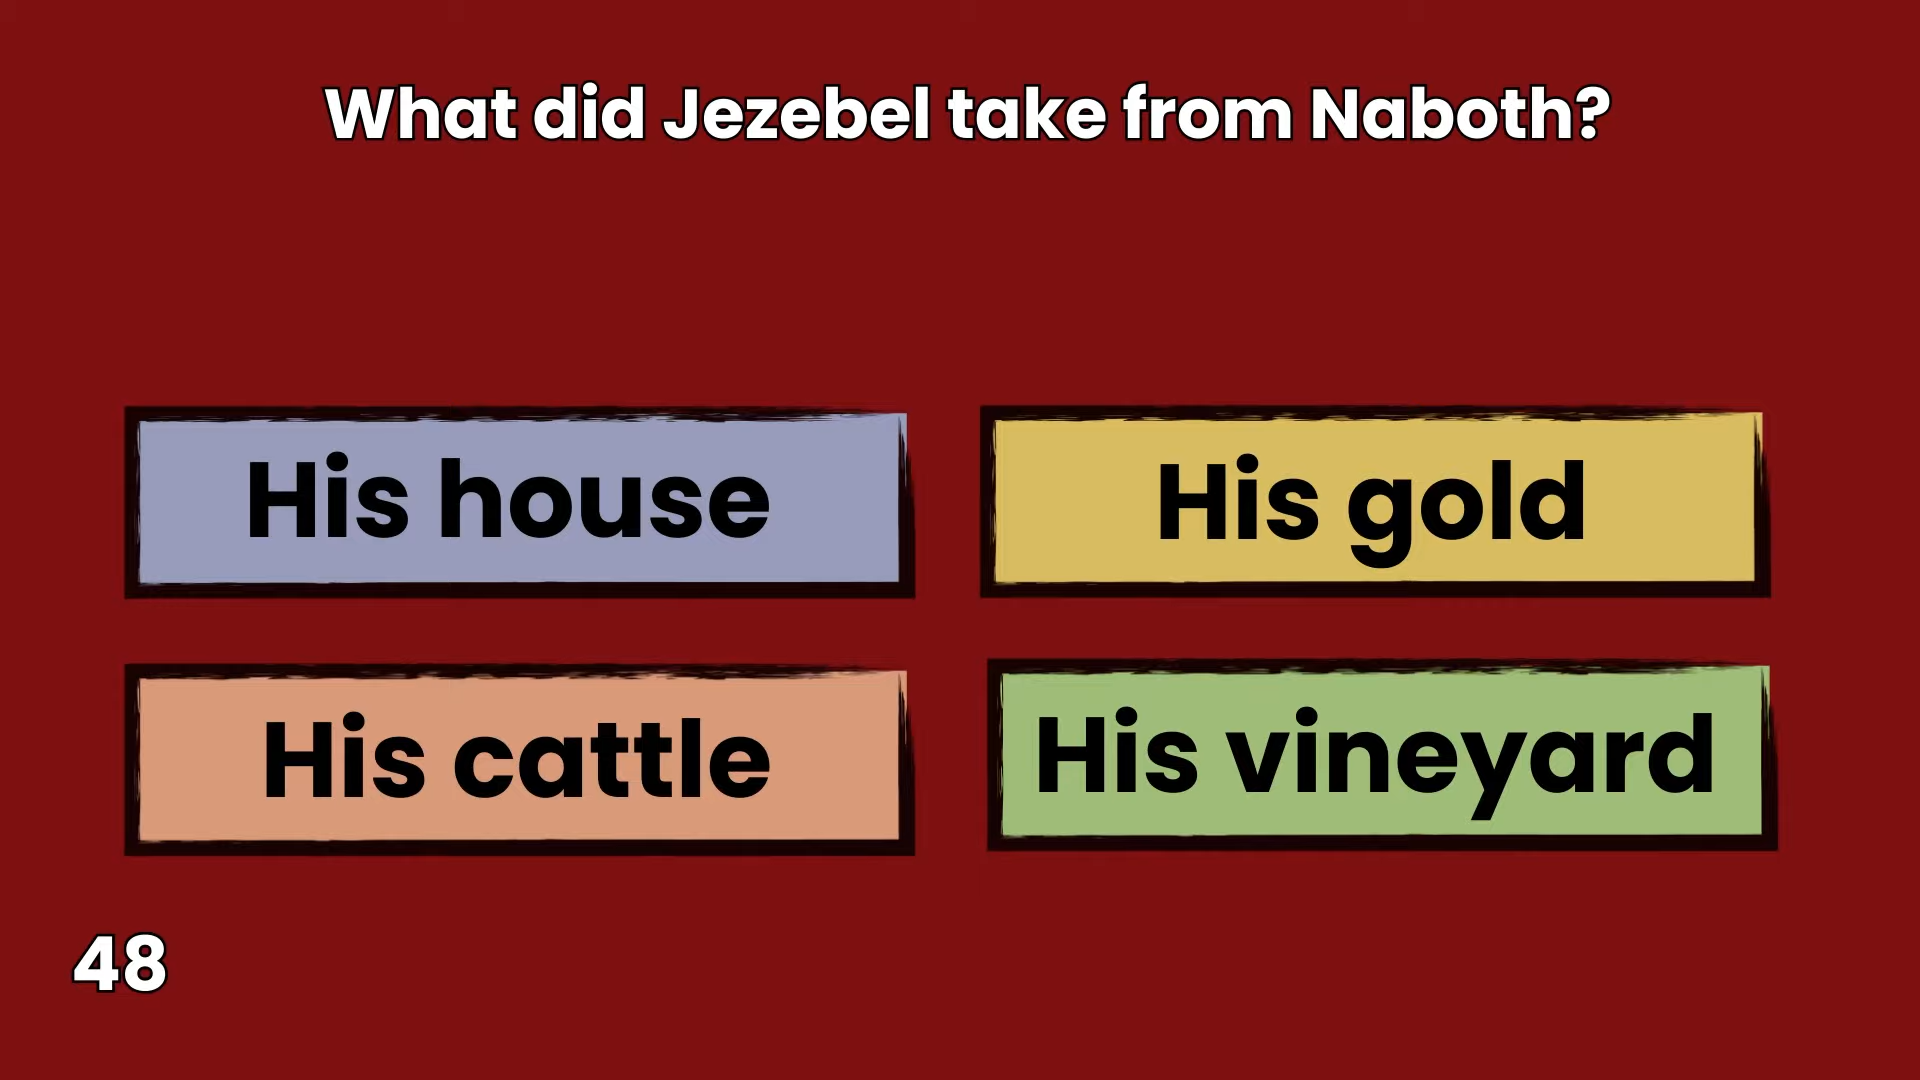 What did Jezebel take from Naboth?
His house
His gold
His cattle
His vineyard
48